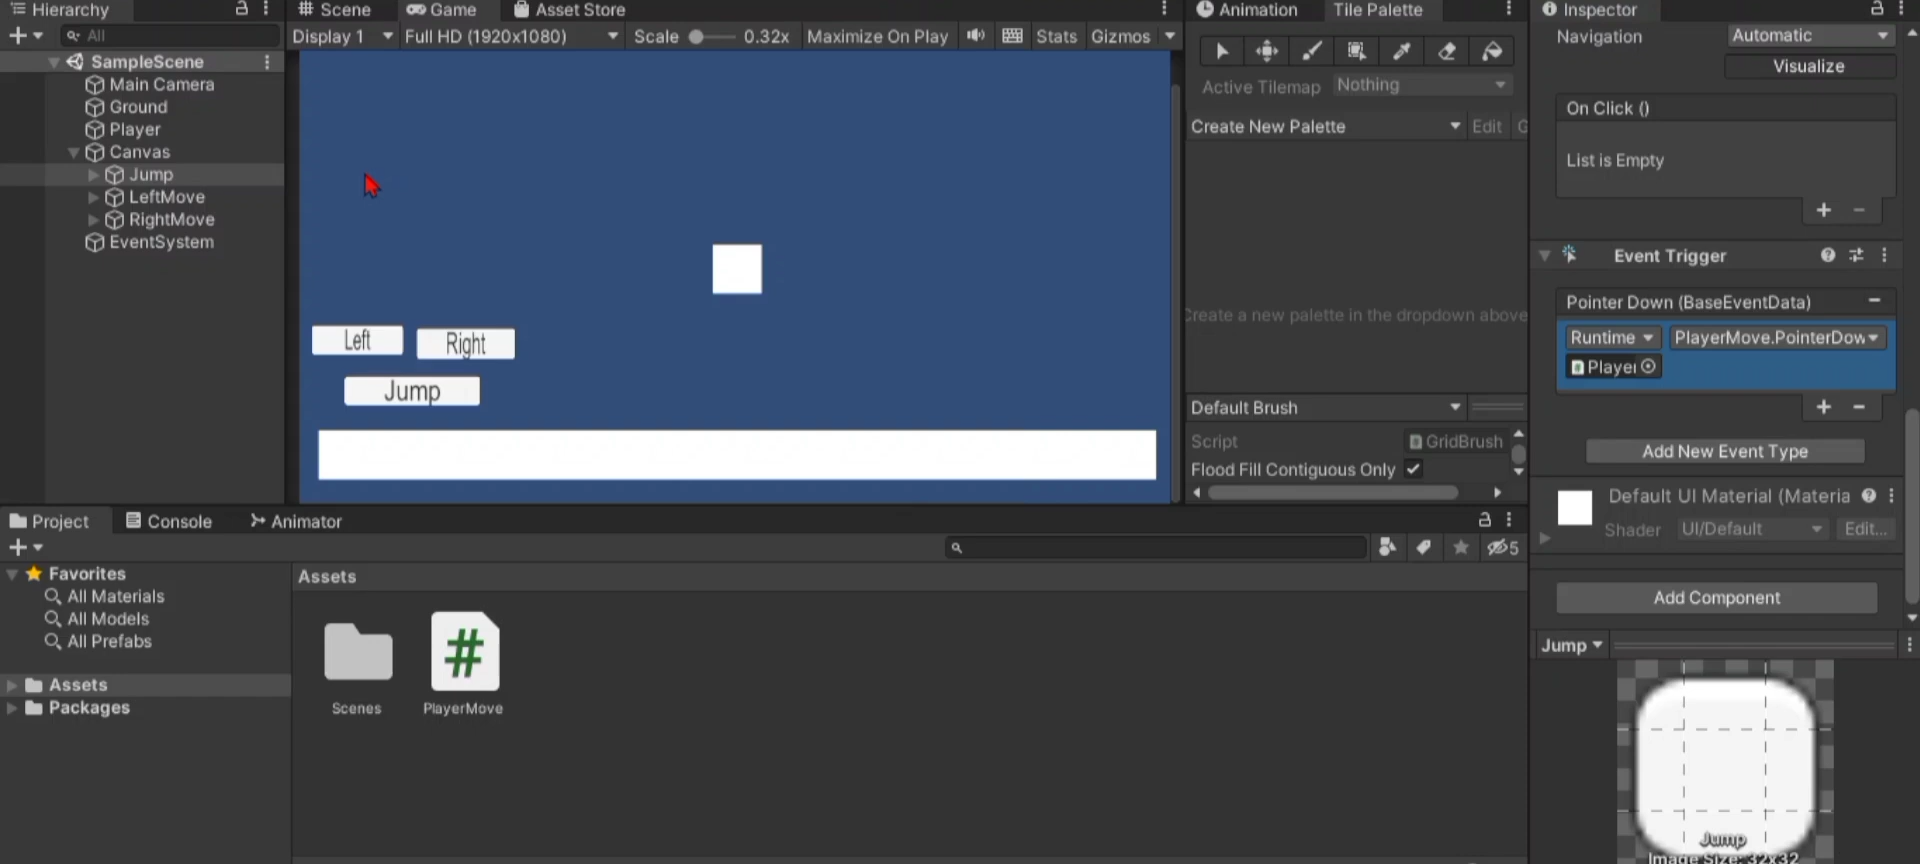 Hierarchy
All
SampleScene
Main Camera
Ground
Player
Canvas
Jump
LeftMove
RightMove
EventSystem
Scene
Game
Asset Store
Display 1
Full HD (1920x1080)
Scale
0.32x
Maximize On Play
Stats
Gizmos
Left
Right
Jump
Animation
Tile Palette
Active Tilemap
Nothing
Create New Palette
Edit
Create a new palette in the dropdown above
Default Brush
Script
GridBrush
Flood Fill Contiguous Only
Inspector
Navigation
Automatic
Visualize
On Click ()
List is Empty
Event Trigger
Pointer Down (BaseEventData)
Runtime
PlayerMove.PointerDow
Player
Add New Event Type
Default UI Material (Materia
Shader
UI/Default
Edit...
Add Component
Jump
Jump
Image Size: 32x32
Project
Console
Animator
5
Favorites
All Materials
All Models
All Prefabs
Assets
Packages
Assets
Scenes
PlayerMove